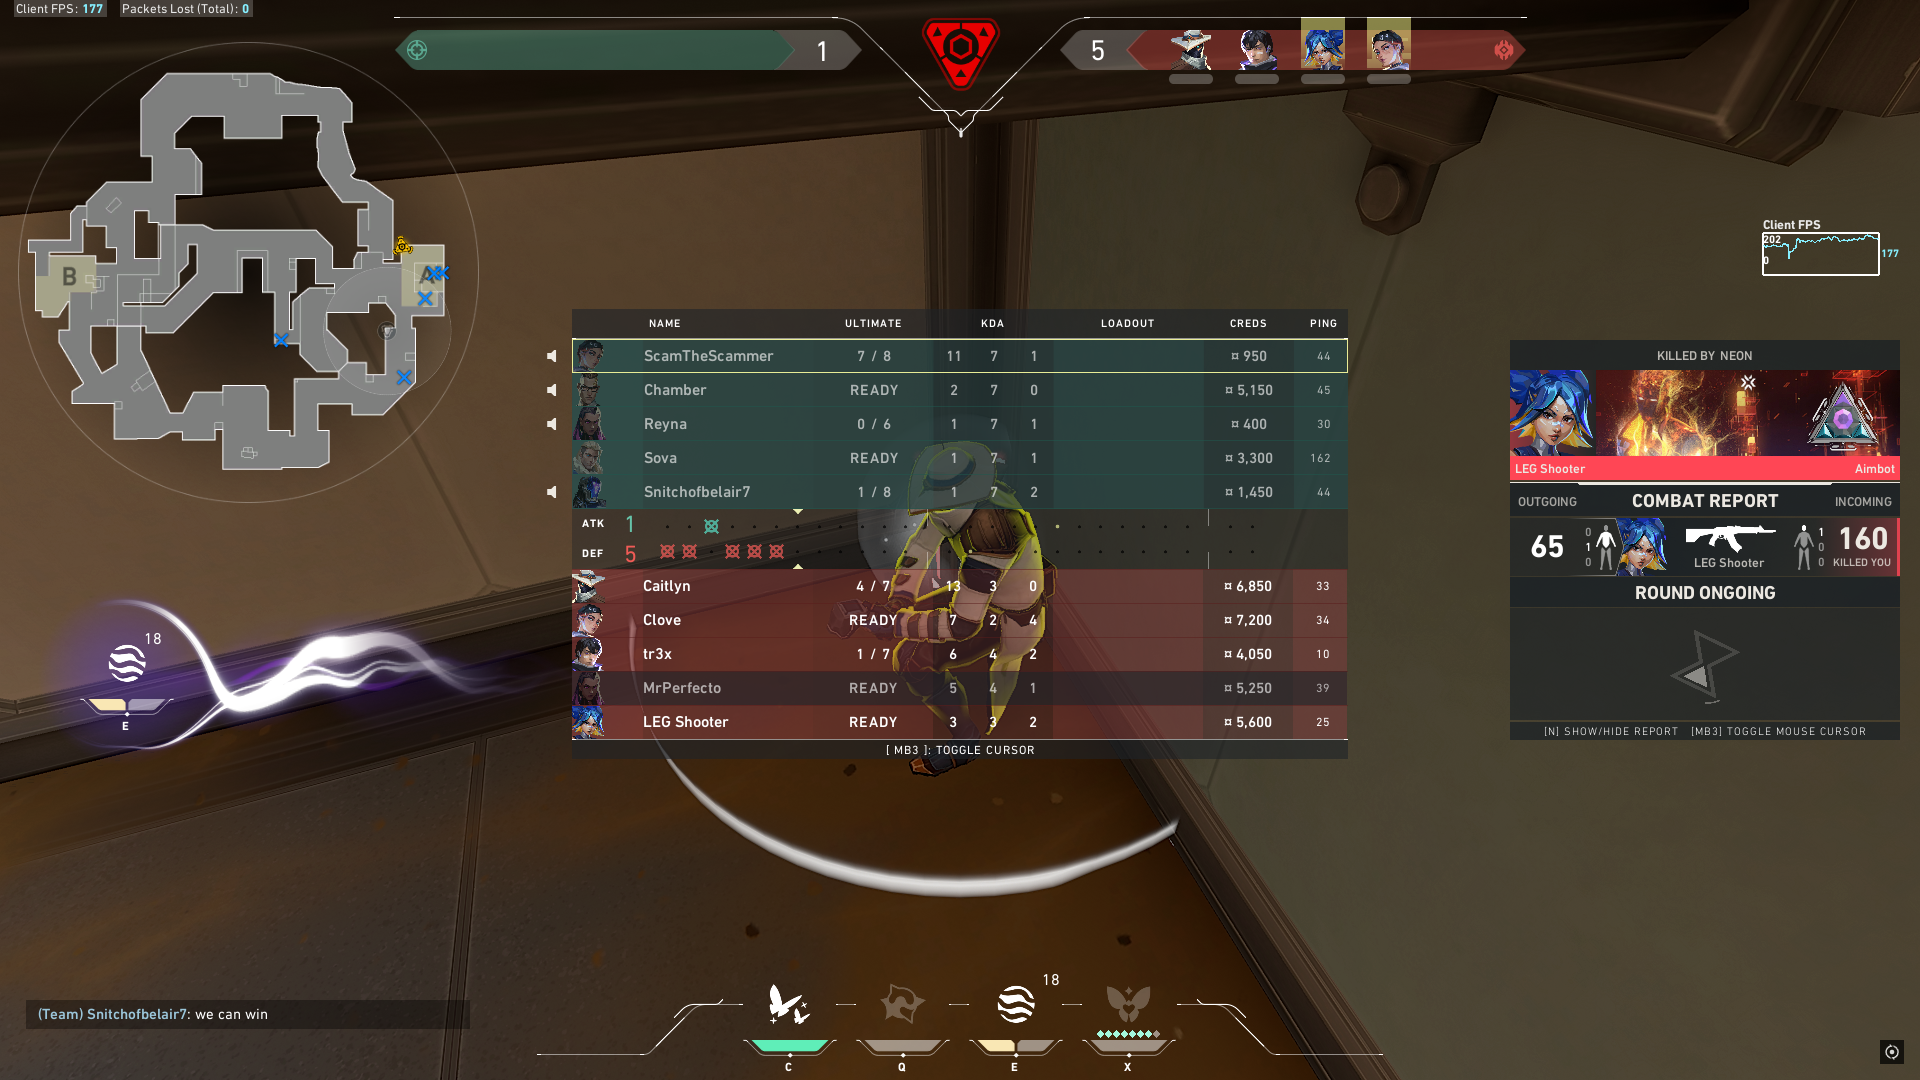 Client FPS: 177 Packets Lost (Total): 0
1
5
B
A
Client FPS
202
0
177
NAME ULTIMATE KDA LOADOUT CREDS PING
ScamTheScammer 7 / 8 11 7 1 ¤ 950 44
Chamber READY 2 7 0 ¤ 5,150 45
Reyna 0 / 6 1 7 1 ¤ 400 30
Sova READY 1 7 1 ¤ 3,300 162
Snitchofbelair7 1 / 8 1 7 2 ¤ 1,450 44
ATK 1
DEF 5
Caitlyn 4 / 7 13 3 0 ¤ 6,850 33
Clove READY 7 2 4 ¤ 7,200 34
tr3x 1 / 7 6 4 2 ¤ 4,050 10
MrPerfecto READY 5 4 1 ¤ 5,250 39
LEG Shooter READY 3 3 2 ¤ 5,600 25
[ MB3 ]: TOGGLE CURSOR
KILLED BY NEON
LEG Shooter Aimbot
OUTGOING COMBAT REPORT INCOMING
65 0 1 0 LEG Shooter 1 0 0 160 KILLED YOU
ROUND ONGOING
[N] SHOW/HIDE REPORT [MB3] TOGGLE MOUSE CURSOR
18
E
(Team) Snitchofbelair7: we can win
18
C Q E X